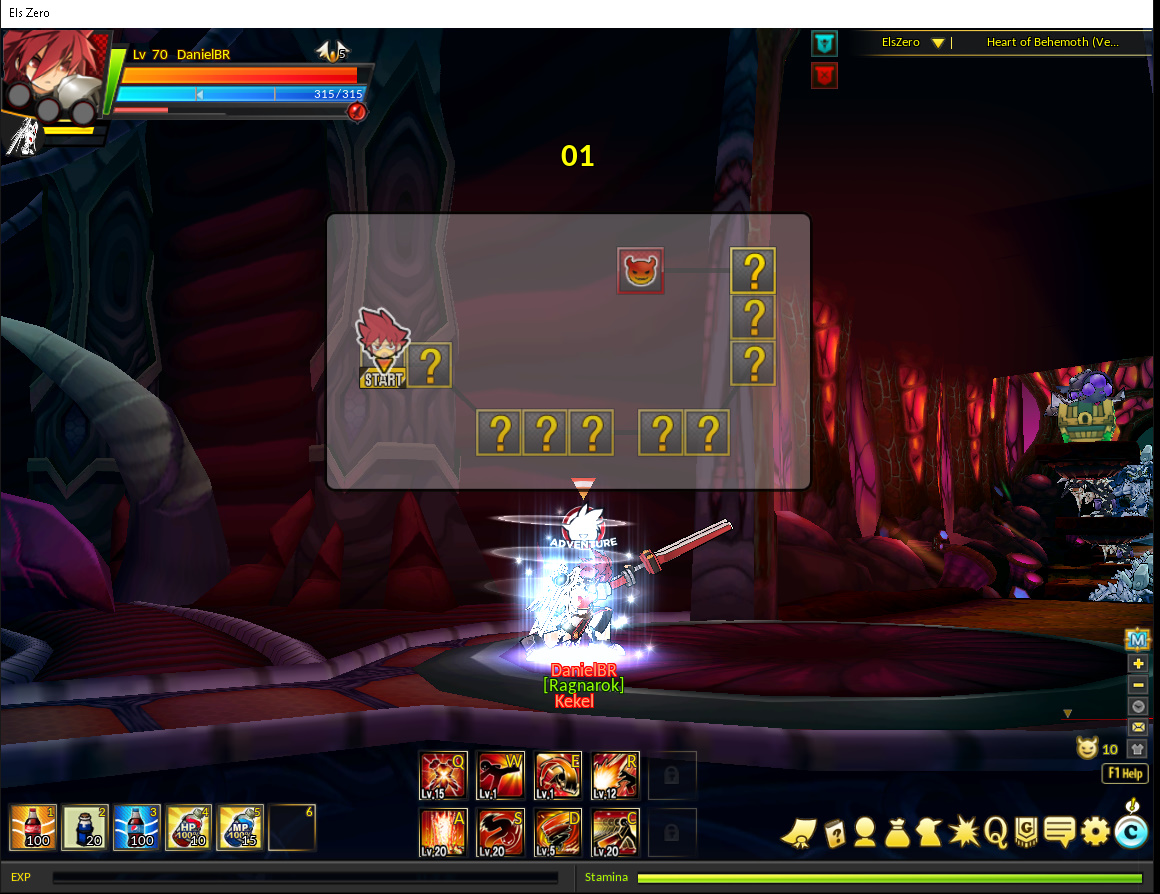 Els Zero
Lv 70 DanielBR
5
ElsZero
Heart of Behemoth (Ve...
315/315
01
?
?
?
START
?
?
?
?
?
?
?
ADVENTURE
DanielBR
[Ragnarok]
Kekel
M
10
F1 Help
Q
W
E
R
Lv,15
Lv,1
Lv,1
Lv,12
A
S
D
C
Lv,20
Lv,20
Lv,5
Lv,20
1
2
3
4
5
6
HP
100%
MP
100%
100
20
100
10
15
?
Q
G
C
EXP
Stamina